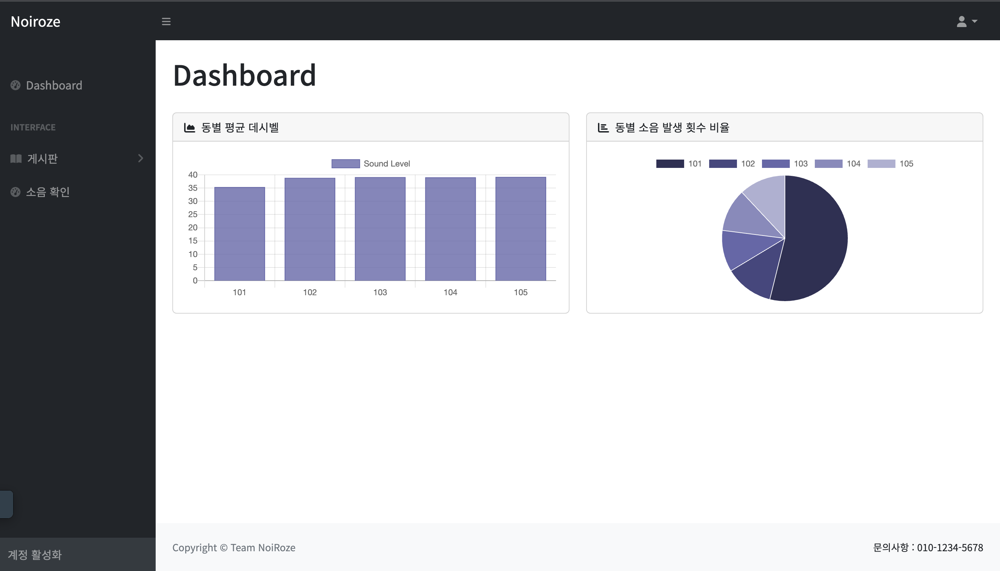 Noiroze
Dashboard
INTERFACE
게시판
소음 확인
계정 활성화
Dashboard
동별 평균 데시벨
Sound Level
40
35
30
25
20
15
10
5
0
101 102 103 104 105
동별 소음 발생 횟수 비율
101 102 103 104 105
Copyright © Team NoiRoze
문의사항 : 010-1234-5678